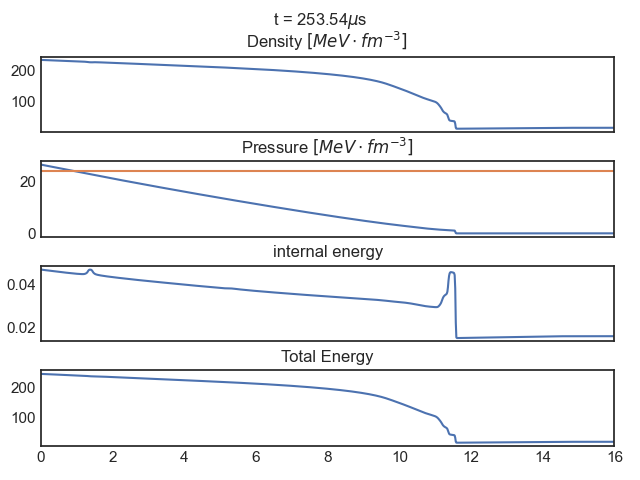 t = 253.54μs
Density [MeV · fm⁻³]
200
100
Pressure [MeV · fm⁻³]
20
0
internal energy
0.04
0.02
Total Energy
200
100
0 2 4 6 8 10 12 14 16